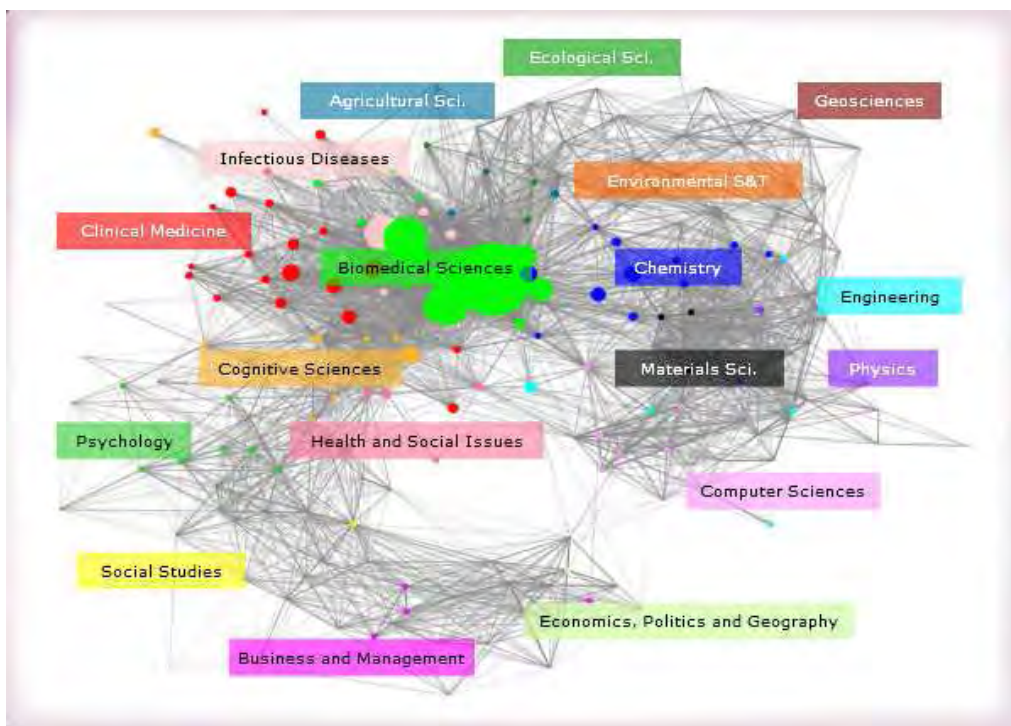 Ecological Sci.
Agricultural Sci.
Geosciences
Infectious Diseases
Environmental S&T
Clinical Medicine
Biomedical Sciences
Chemistry
Engineering
Cognitive Sciences
Materials Sci.
Physics
Psychology
Health and Social Issues
Computer Sciences
Social Studies
Economics, Politics and Geography
Business and Management